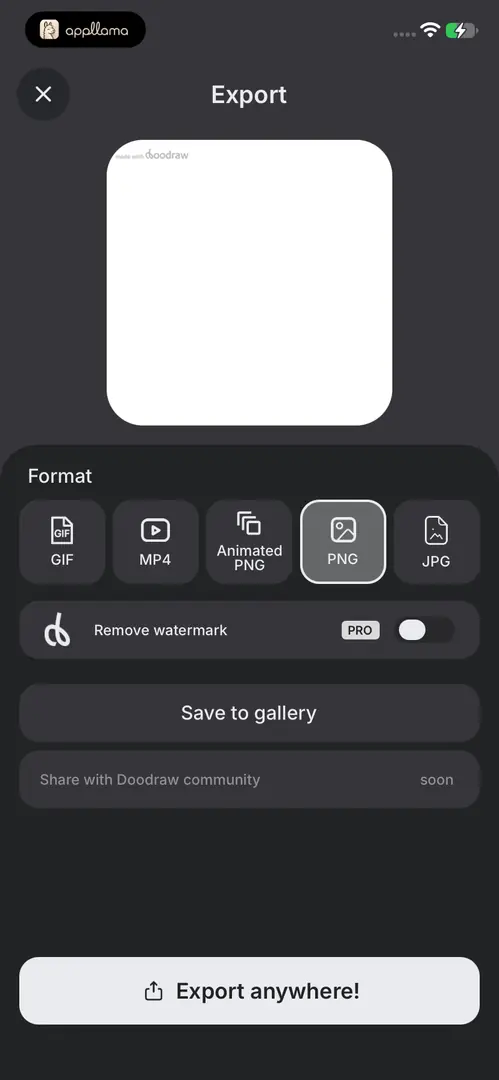 appllama
Export
made with doodraw
Format
GIF
GIF
MP4
Animated
PNG
PNG
JPG
Remove watermark
PRO
Save to gallery
Share with Doodraw community
soon
Export anywhere!